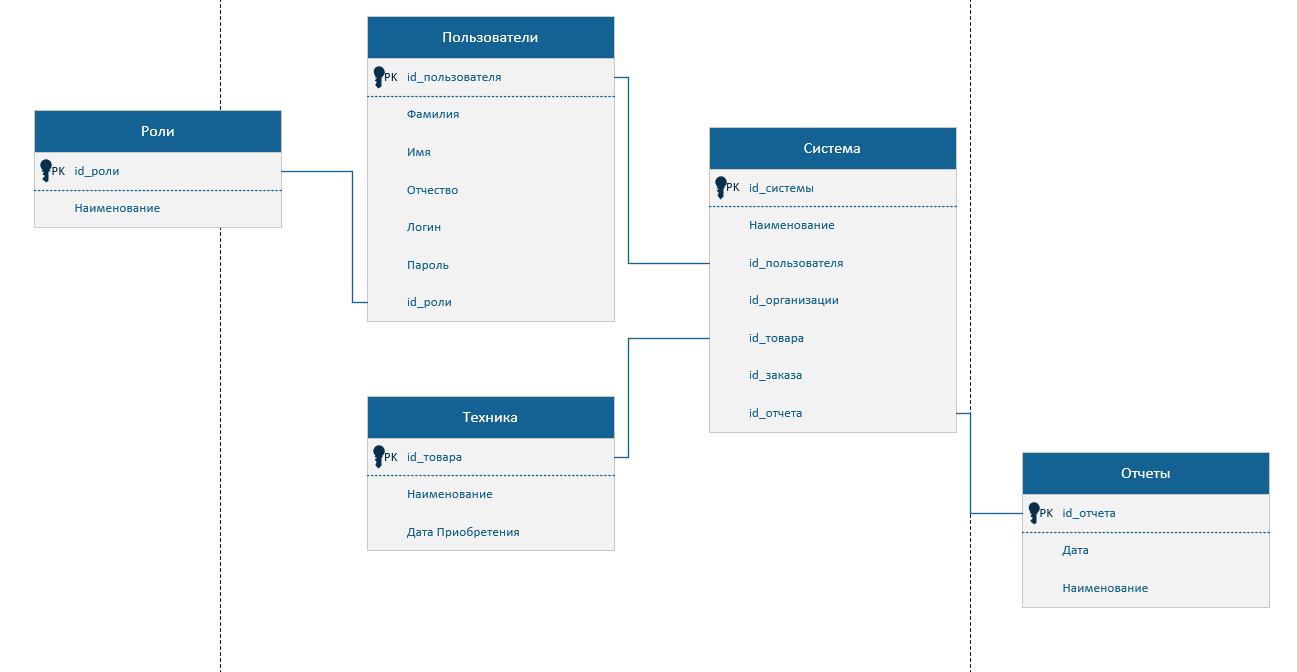 Роли
PK id_роли
Наименование
Пользователи
PK id_пользователя
Фамилия
Имя
Отчество
Логин
Пароль
id_роли
Техника
PK id_товара
Наименование
Дата Приобретения
Система
PK id_системы
Наименование
id_пользователя
id_организации
id_товара
id_заказа
id_отчета
Отчеты
PK id_отчета
Дата
Наименование